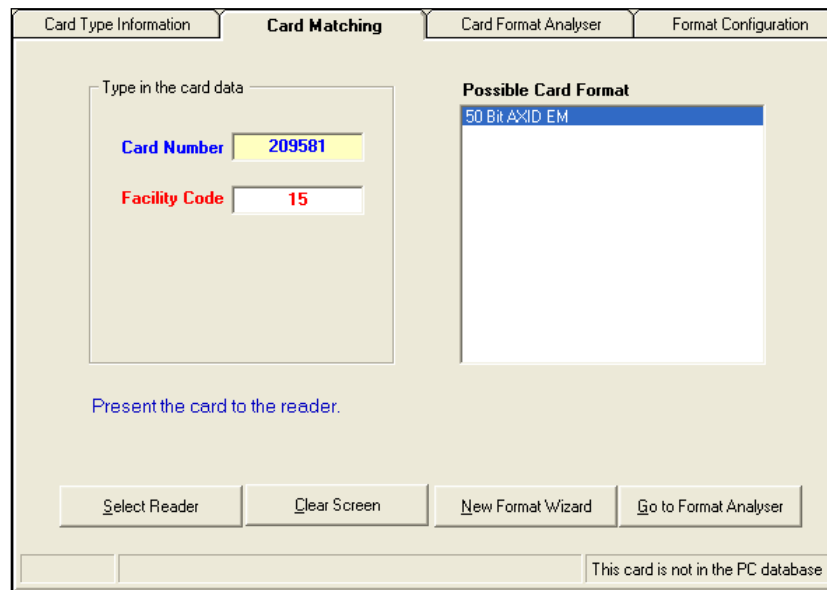 Card Type Information
Card Matching
Card Format Analyser
Format Configuration
Type in the card data
Card Number
209581
Facility Code
15
Possible Card Format
50 Bit AXID EM
Present the card to the reader.
Select Reader
Clear Screen
New Format Wizard
Go to Format Analyser
This card is not in the PC database